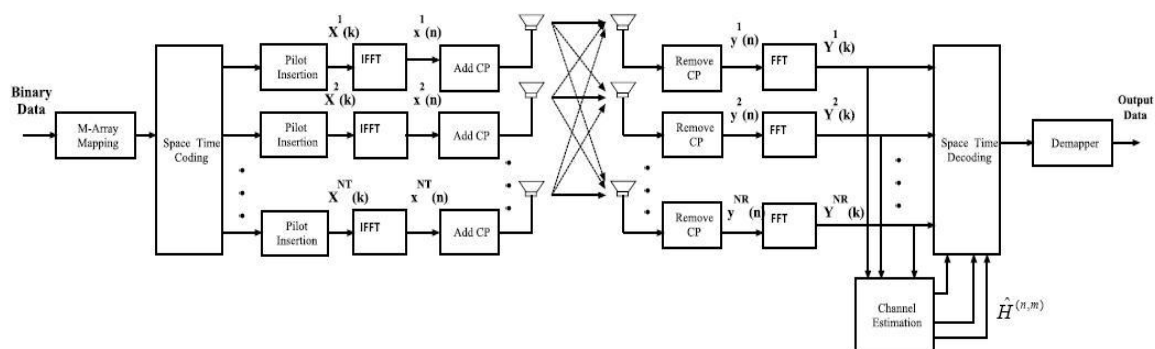 Binary
Data
M-Array
Mapping
Space Time
Coding
Pilot
Insertion
X¹(k)
IFFT
x¹(n)
Add CP
Pilot
Insertion
X²(k)
IFFT
x²(n)
Add CP
Pilot
Insertion
X^NT(k)
IFFT
x^NT(n)
Add CP
Remove
CP
y¹(n)
FFT
Y¹(k)
Remove
CP
y²(n)
FFT
Y²(k)
Remove
CP
y^NR(n)
FFT
Y^NR(k)
Space Time
Decoding
Channel
Estimation
Ĥ^(n,m)
Demapper
Output
Data